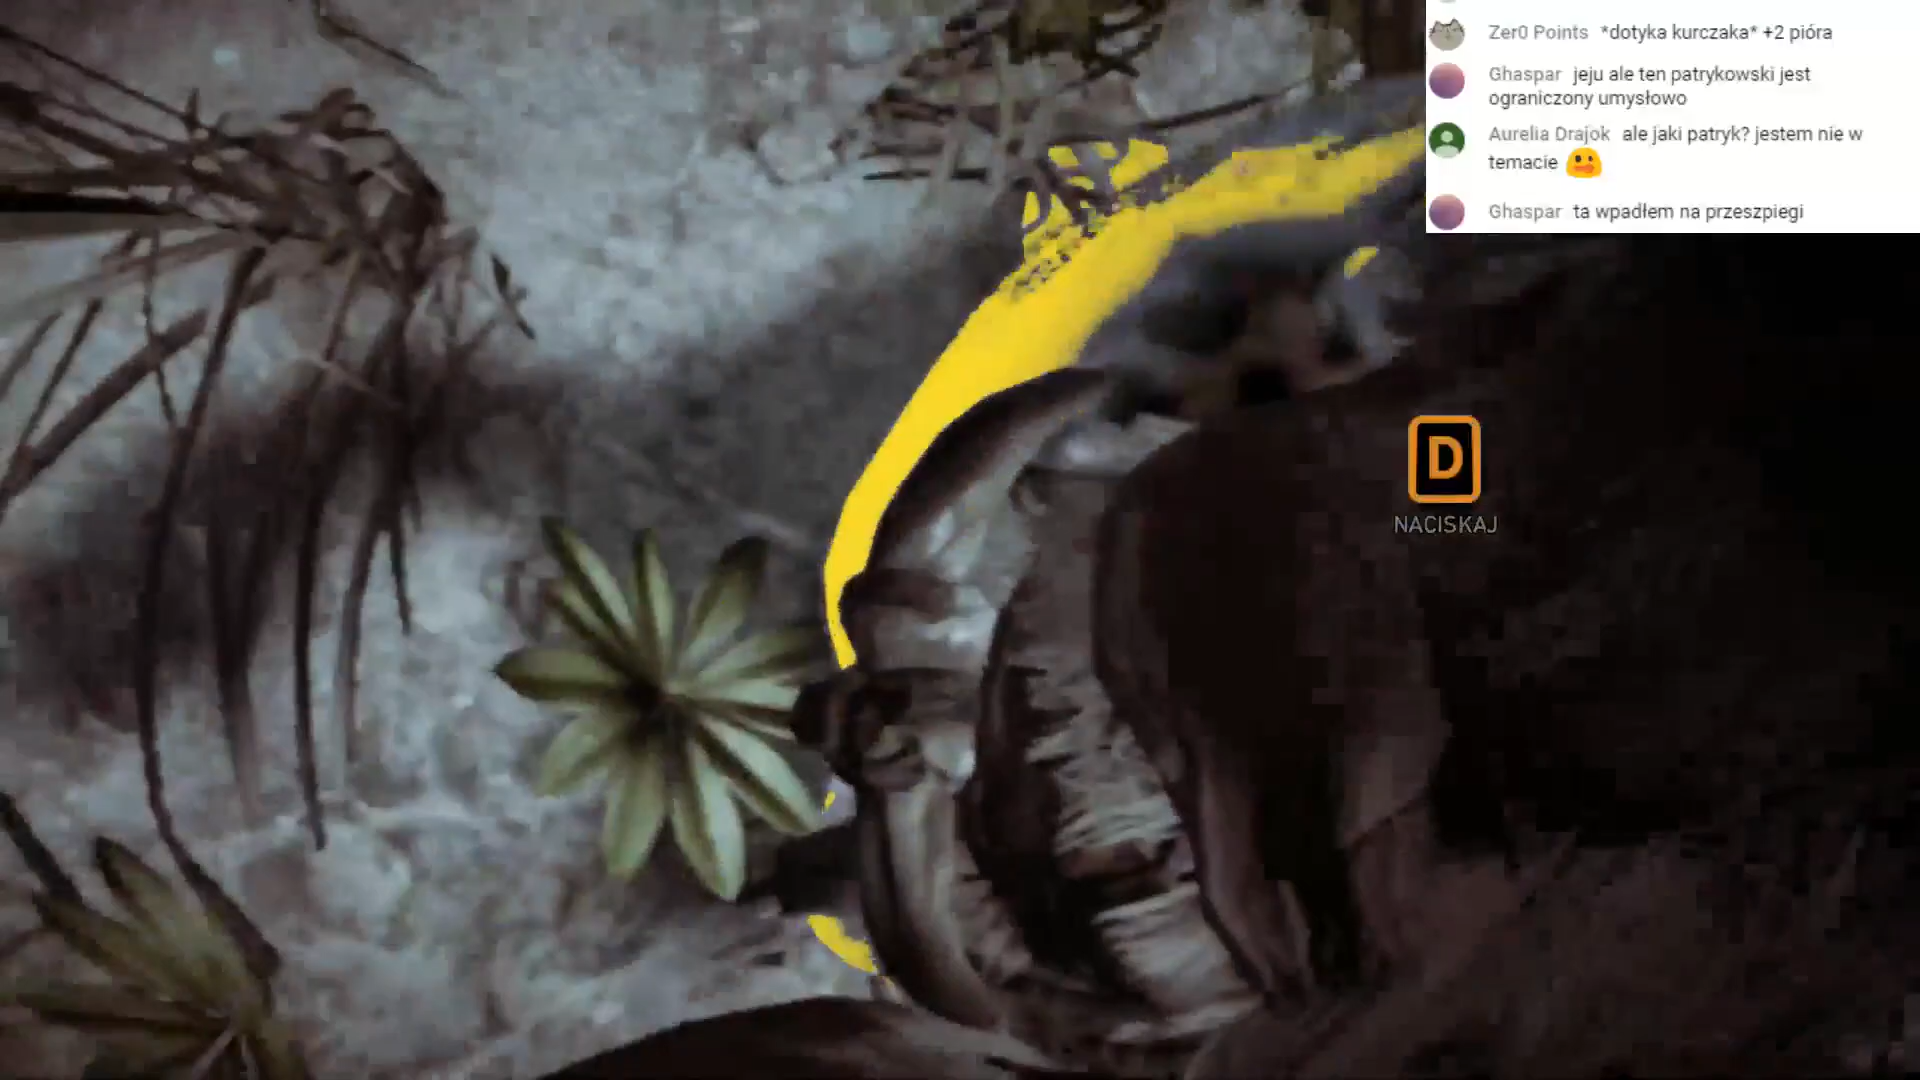 Zer0 Points *dotyka kurczaka* +2 pióra
Ghaspar jeju ale ten patrykowski jest
ograniczony umysłowo
Aurelia Drajok ale jaki patryk? jestem nie w
temacie
Ghaspar ta wpadłem na przeszpiegi
D
NACISKAJ